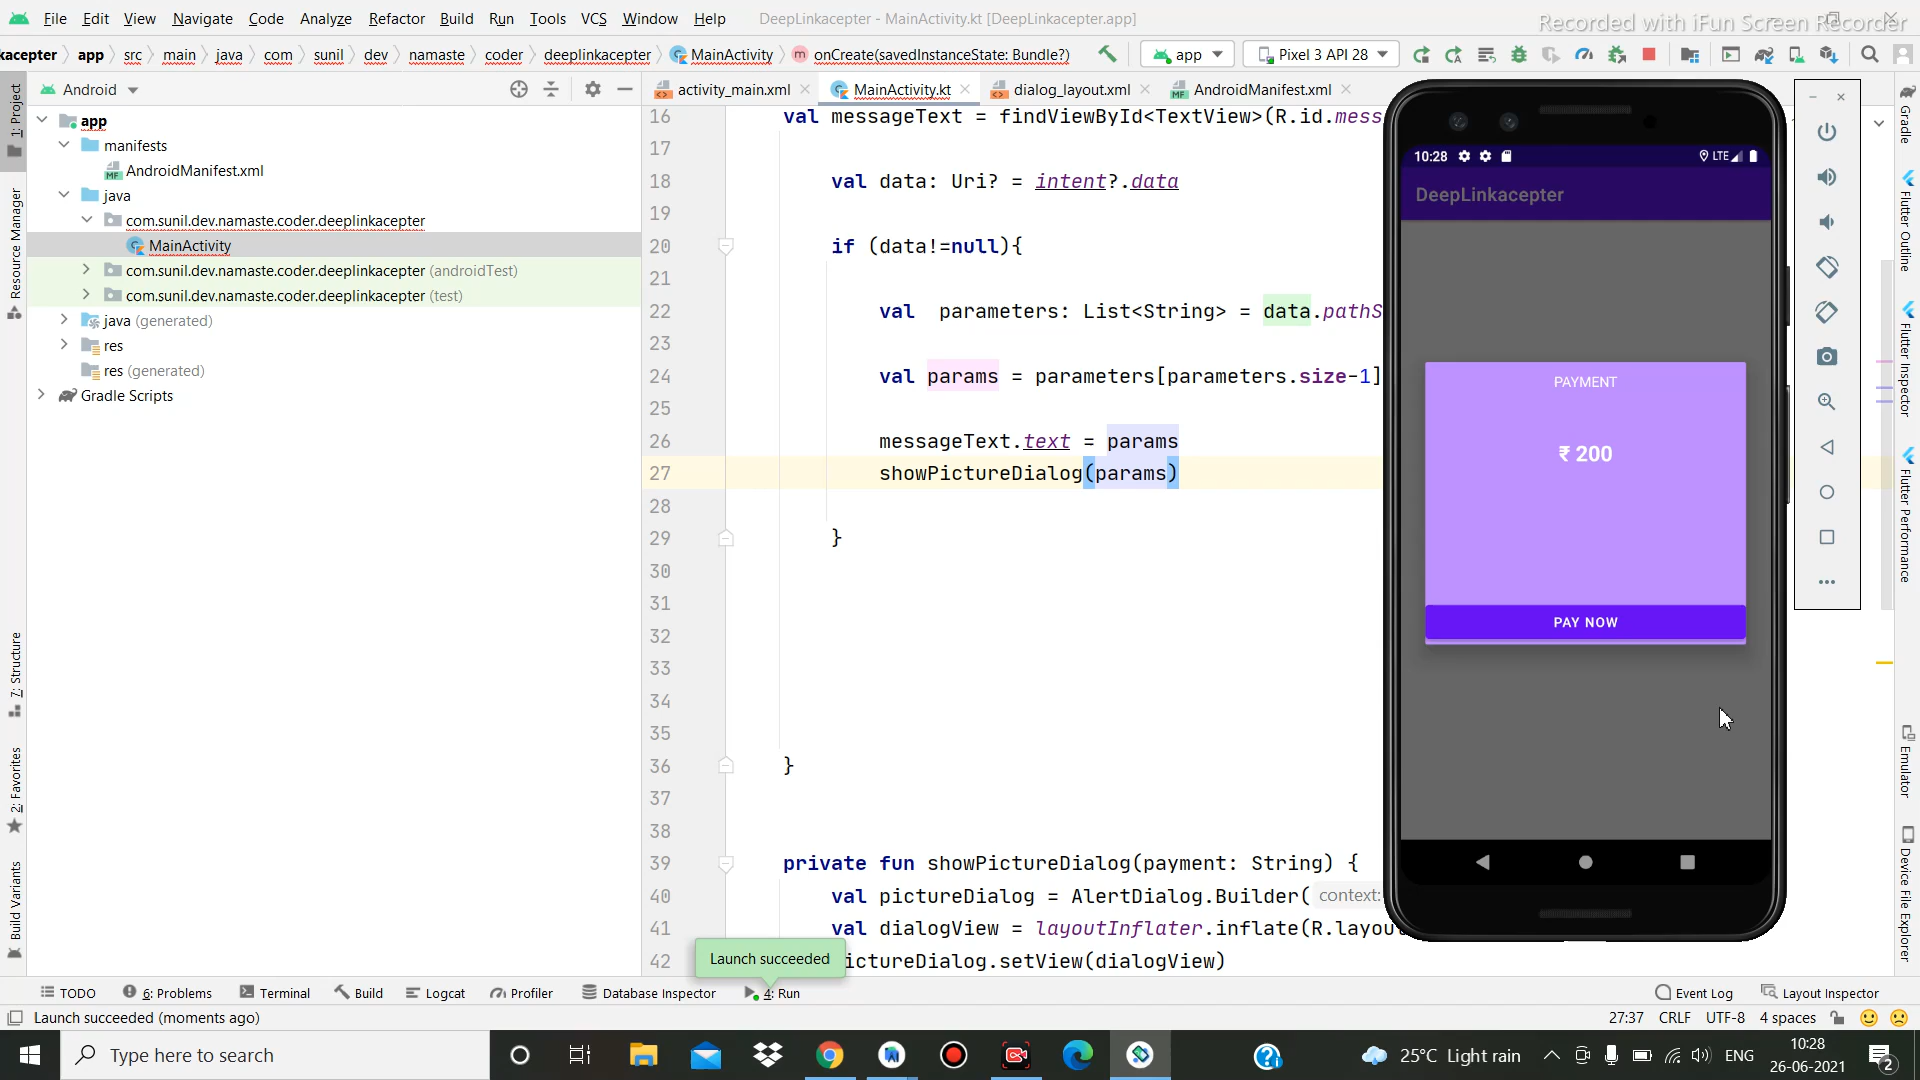 File Edit View Navigate Code Analyze Refactor Build Run Tools VCS Window Help DeepLinkacepter - MainActivity.kt [DeepLinkacepter.app]
Recorded with iFun Screen Recorder
kacepter app src main java com sunil dev namaste coder deeplinkacepter MainActivity onCreate(savedInstanceState: Bundle?) app Pixel 3 API 28
Android
activity_main.xml MainActivity.kt dialog_layout.xml AndroidManifest.xml
app
manifests
AndroidManifest.xml
java
com.sunil.dev.namaste.coder.deeplinkacepter
MainActivity
com.sunil.dev.namaste.coder.deeplinkacepter (androidTest)
com.sunil.dev.namaste.coder.deeplinkacepter (test)
java (generated)
res
res (generated)
Gradle Scripts
1: Project
Resource Manager
7: Structure
2: Favorites
Build Variants
16 val messageText = findViewById<TextView>(R.id.mess
17
18 val data: Uri? = intent?.data
19
20 if (data!=null){
21
22 val parameters: List<String> = data.pathS
23
24 val params = parameters[parameters.size-1]
25
26 messageText.text = params
27 showPictureDialog(params)
28
29 }
30
31
32
33
34
35
36 }
37
38
39 private fun showPictureDialog(payment: String) {
40 val pictureDialog = AlertDialog.Builder( context:
41 val dialogView = layoutInflater.inflate(R.layou
42 ictureDialog.setView(dialogView)
Launch succeeded
10:28 LTE
DeepLinkacepter
PAYMENT
₹ 200
PAY NOW
Gradle
Flutter Outline
Flutter Inspector
Flutter Performance
Emulator
Device File Explorer
TODO 6: Problems Terminal Build Logcat Profiler Database Inspector 4: Run Event Log Layout Inspector
Launch succeeded (moments ago) 27:37 CRLF UTF-8 4 spaces
Type here to search 25°C Light rain ENG 10:28
26-06-2021 2